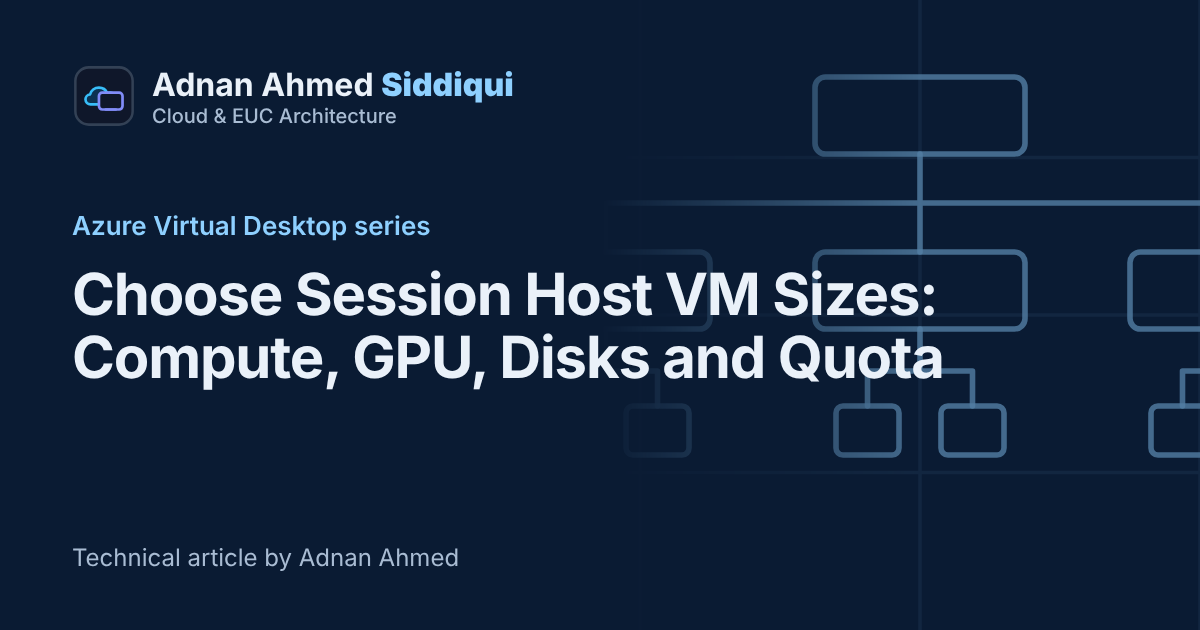 Adnan Ahmed Siddiqui
Cloud & EUC Architecture
Azure Virtual Desktop series
Choose Session Host VM Sizes:
Compute, GPU, Disks and Quota
Technical article by Adnan Ahmed